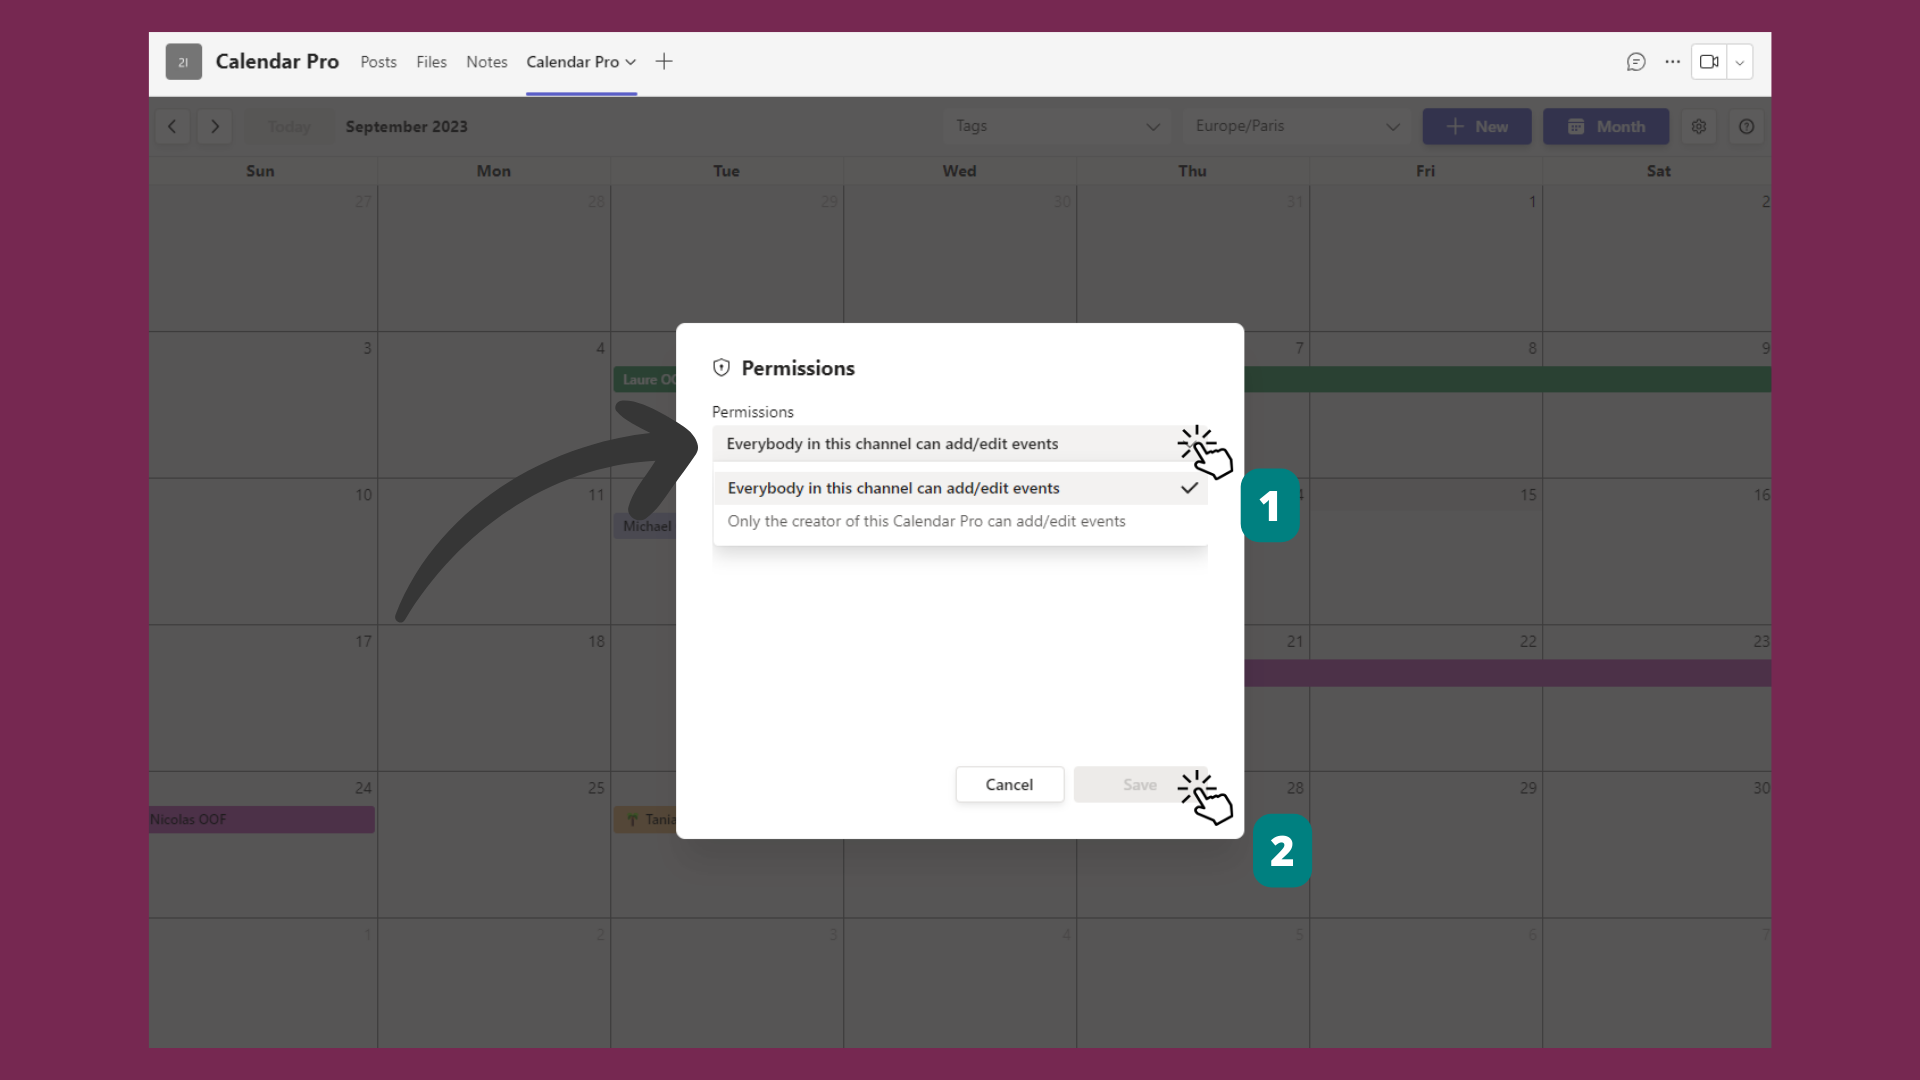 21 Calendar Pro Posts Files Notes Calendar Pro
Today September 2023 Tags Europe/Paris New Month
Sun Mon Tue Wed Thu Fri Sat
27 28 29 30 31 1 2
3 4 7 8 9
Laure
Permissions
Permissions
Everybody in this channel can add/edit events
Everybody in this channel can add/edit events
Only the creator of this Calendar Pro can add/edit events
1
10 11 15 16
Michael
17 18 21 22 23
Cancel Save
24 25 28 29 30
Nicolas OOF Tania
2
1 2 3 4 5 6 7